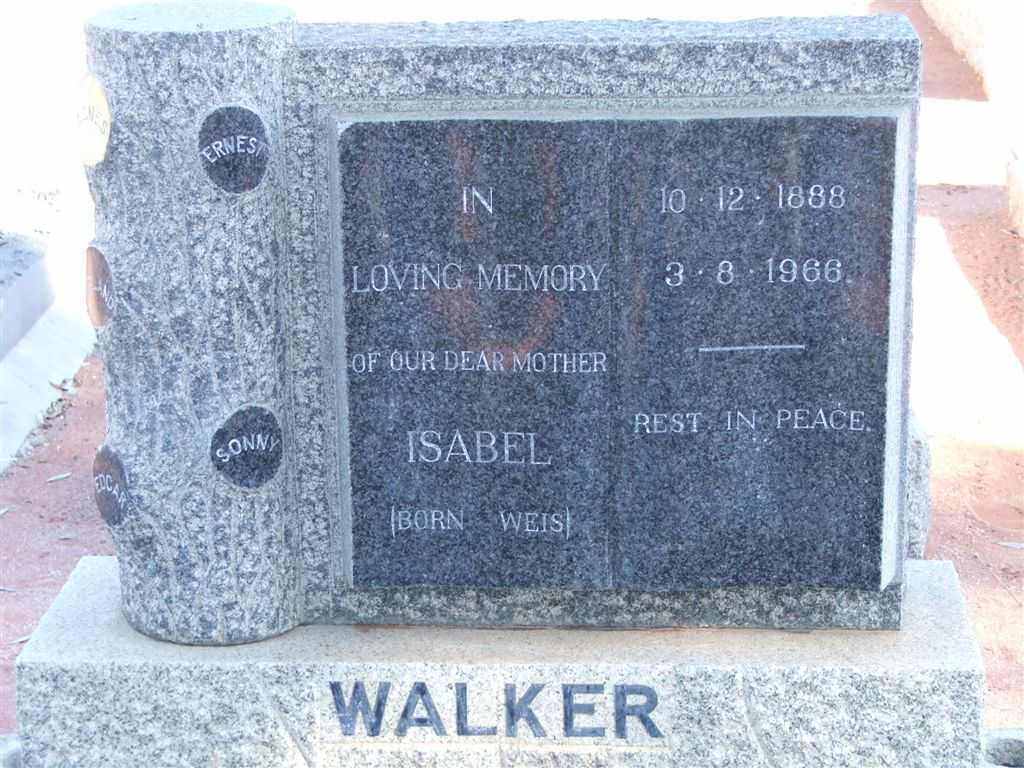 ERNEST
SONNY
EDGAR
IN
LOVING MEMORY
OF OUR DEAR MOTHER
ISABEL
(BORN WEIS)
10 · 12 · 1888
3 · 8 · 1966.
REST IN PEACE.
WALKER